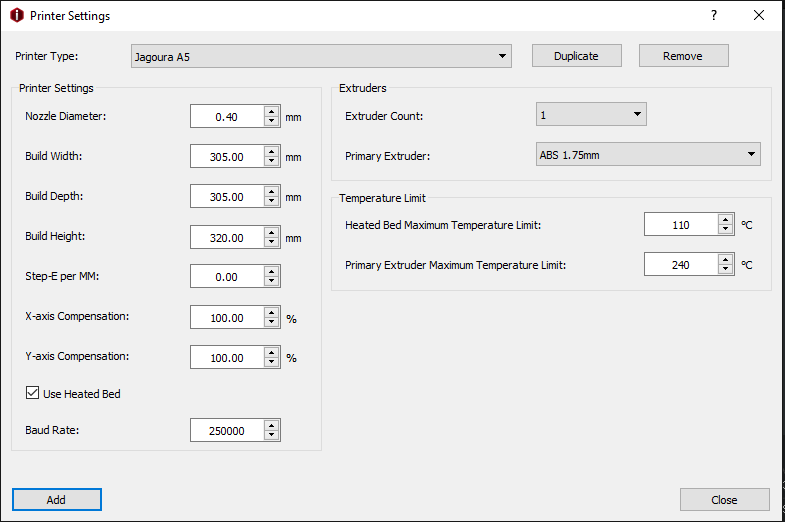 Printer Settings
?
Printer Type: Jagoura A5 Duplicate Remove
Printer Settings
Nozzle Diameter: 0.40 mm
Build Width: 305.00 mm
Build Depth: 305.00 mm
Build Height: 320.00 mm
Step-E per MM: 0.00
X-axis Compensation: 100.00 %
Y-axis Compensation: 100.00 %
Use Heated Bed
Baud Rate: 250000
Extruders
Extruder Count: 1
Primary Extruder: ABS 1.75mm
Temperature Limit
Heated Bed Maximum Temperature Limit: 110 °C
Primary Extruder Maximum Temperature Limit: 240 °C
Add
Close